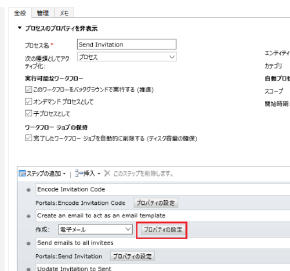 全般 管理 メモ
▼ プロセスのプロパティを非表示
プロセス名 * Send Invitation
次の種類としてアク
ティブ化: プロセス
実行可能なワークフロー
このワークフローをバックグラウンドで実行する (推奨)
オンデマンド プロセスとして
子プロセスとして
ワークフロー ジョブの保持
完了したワークフロー ジョブを自動的に削除する (ディスク容量の確保)
エンティティ
カテゴリ
自動プロセ
スコープ
開始時期:
ステップの追加 挿入 このステップを削除します。
Encode Invitation Code
Portals:Encode Invitation Code プロパティの設定
Create an email to act as an email template
作成: 電子メール プロパティの設定
Send emails to all invitees
Portals:Send Invitation プロパティの設定
Update Invitation to Sent